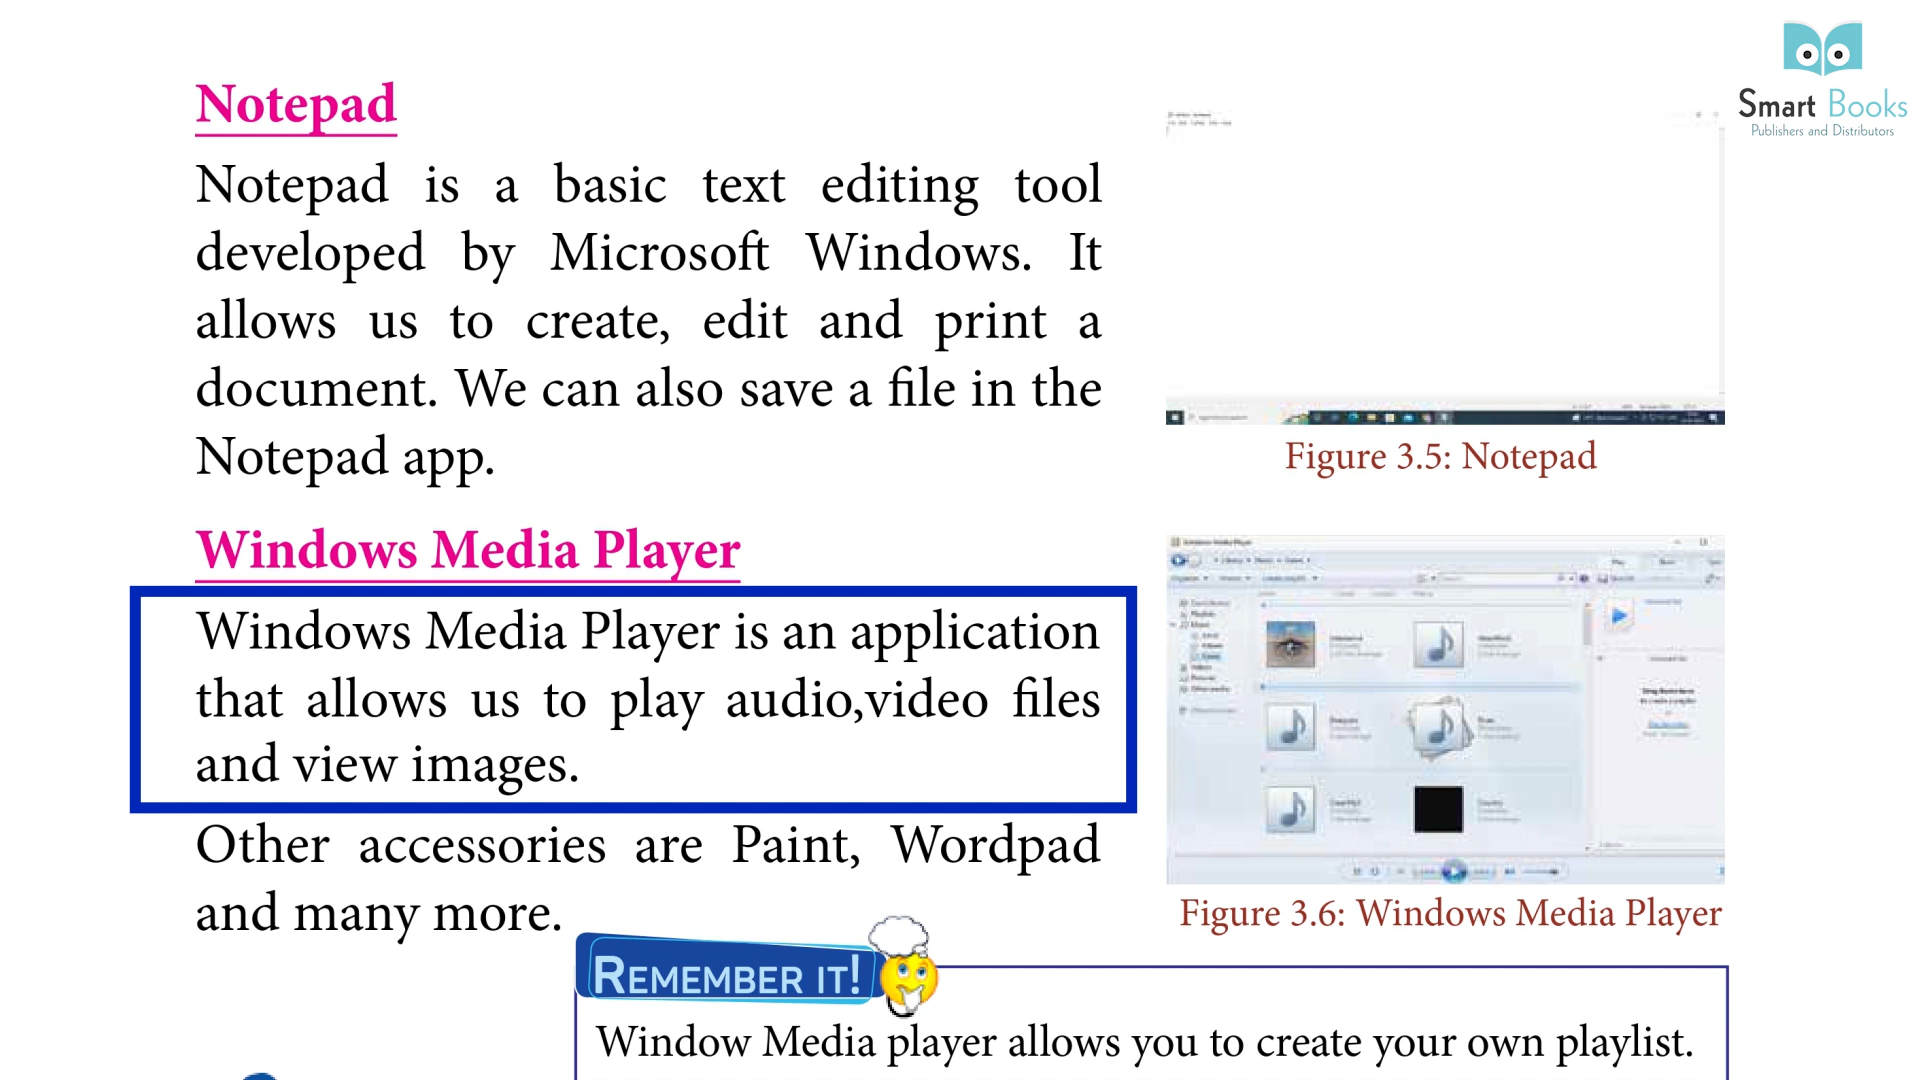 Smart Books
Publishers and Distributors
Notepad
Notepad is a basic text editing tool
developed by Microsoft Windows. It
allows us to create, edit and print a
document. We can also save a file in the
Notepad app.
Figure 3.5: Notepad
Windows Media Player
Windows Media Player is an application
that allows us to play audio,video files
and view images.
Other accessories are Paint, Wordpad
and many more.
Figure 3.6: Windows Media Player
REMEMBER IT!
Window Media player allows you to create your own playlist.